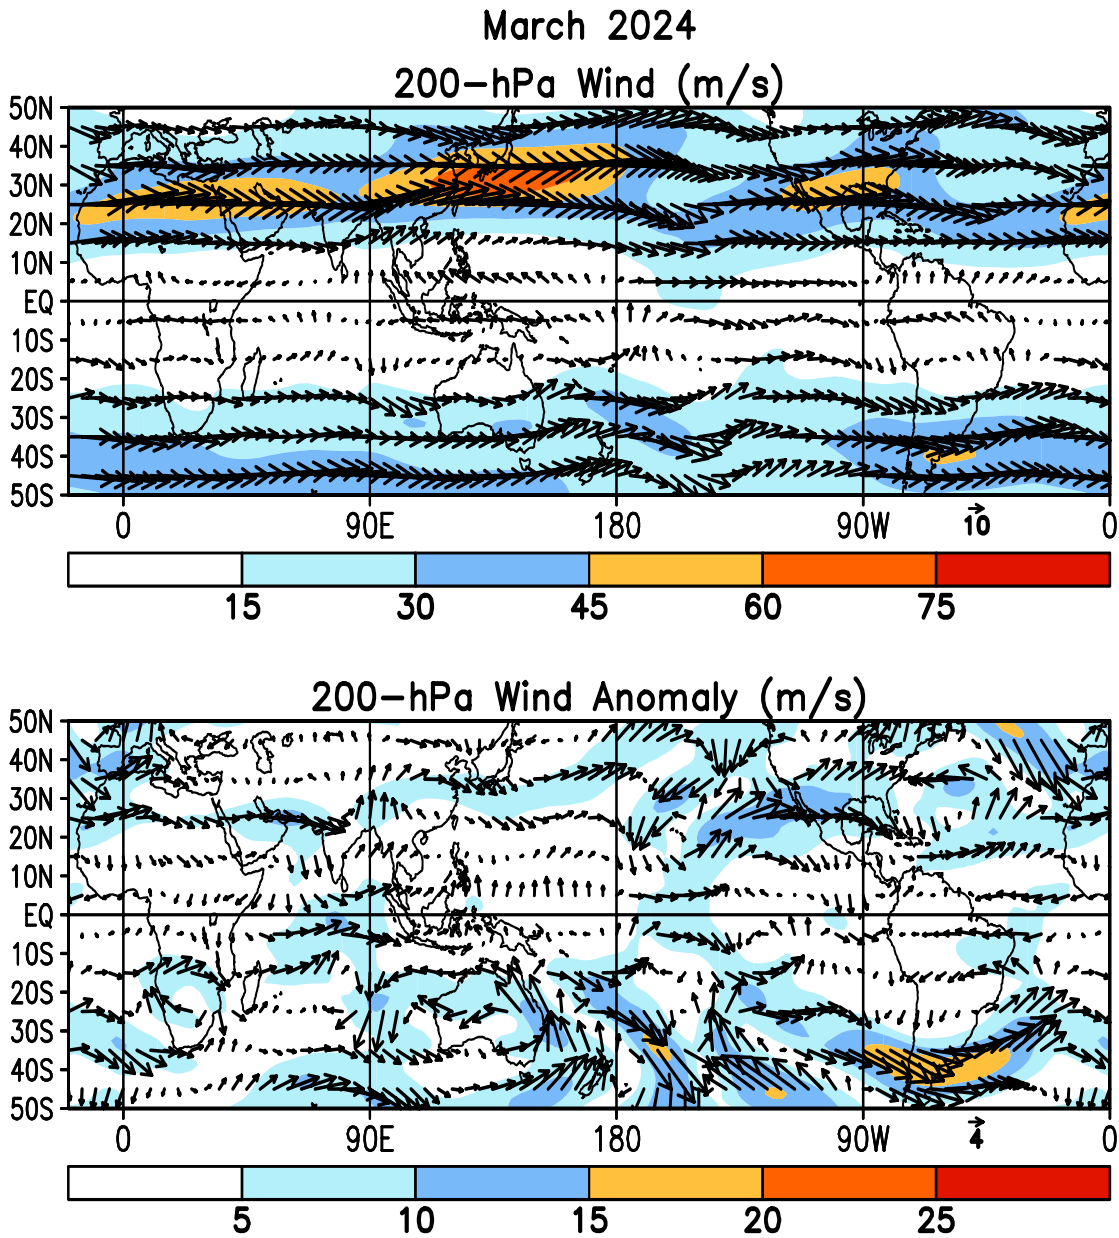 March 2024
200-hPa Wind (m/s)
50N
40N
30N
20N
10N
EQ
10S
20S
30S
40S
50S
0 90E 180 90W 10 0
15 30 45 60 75
200-hPa Wind Anomaly (m/s)
50N
40N
30N
20N
10N
EQ
10S
20S
30S
40S
50S
0 90E 180 90W 4 0
5 10 15 20 25